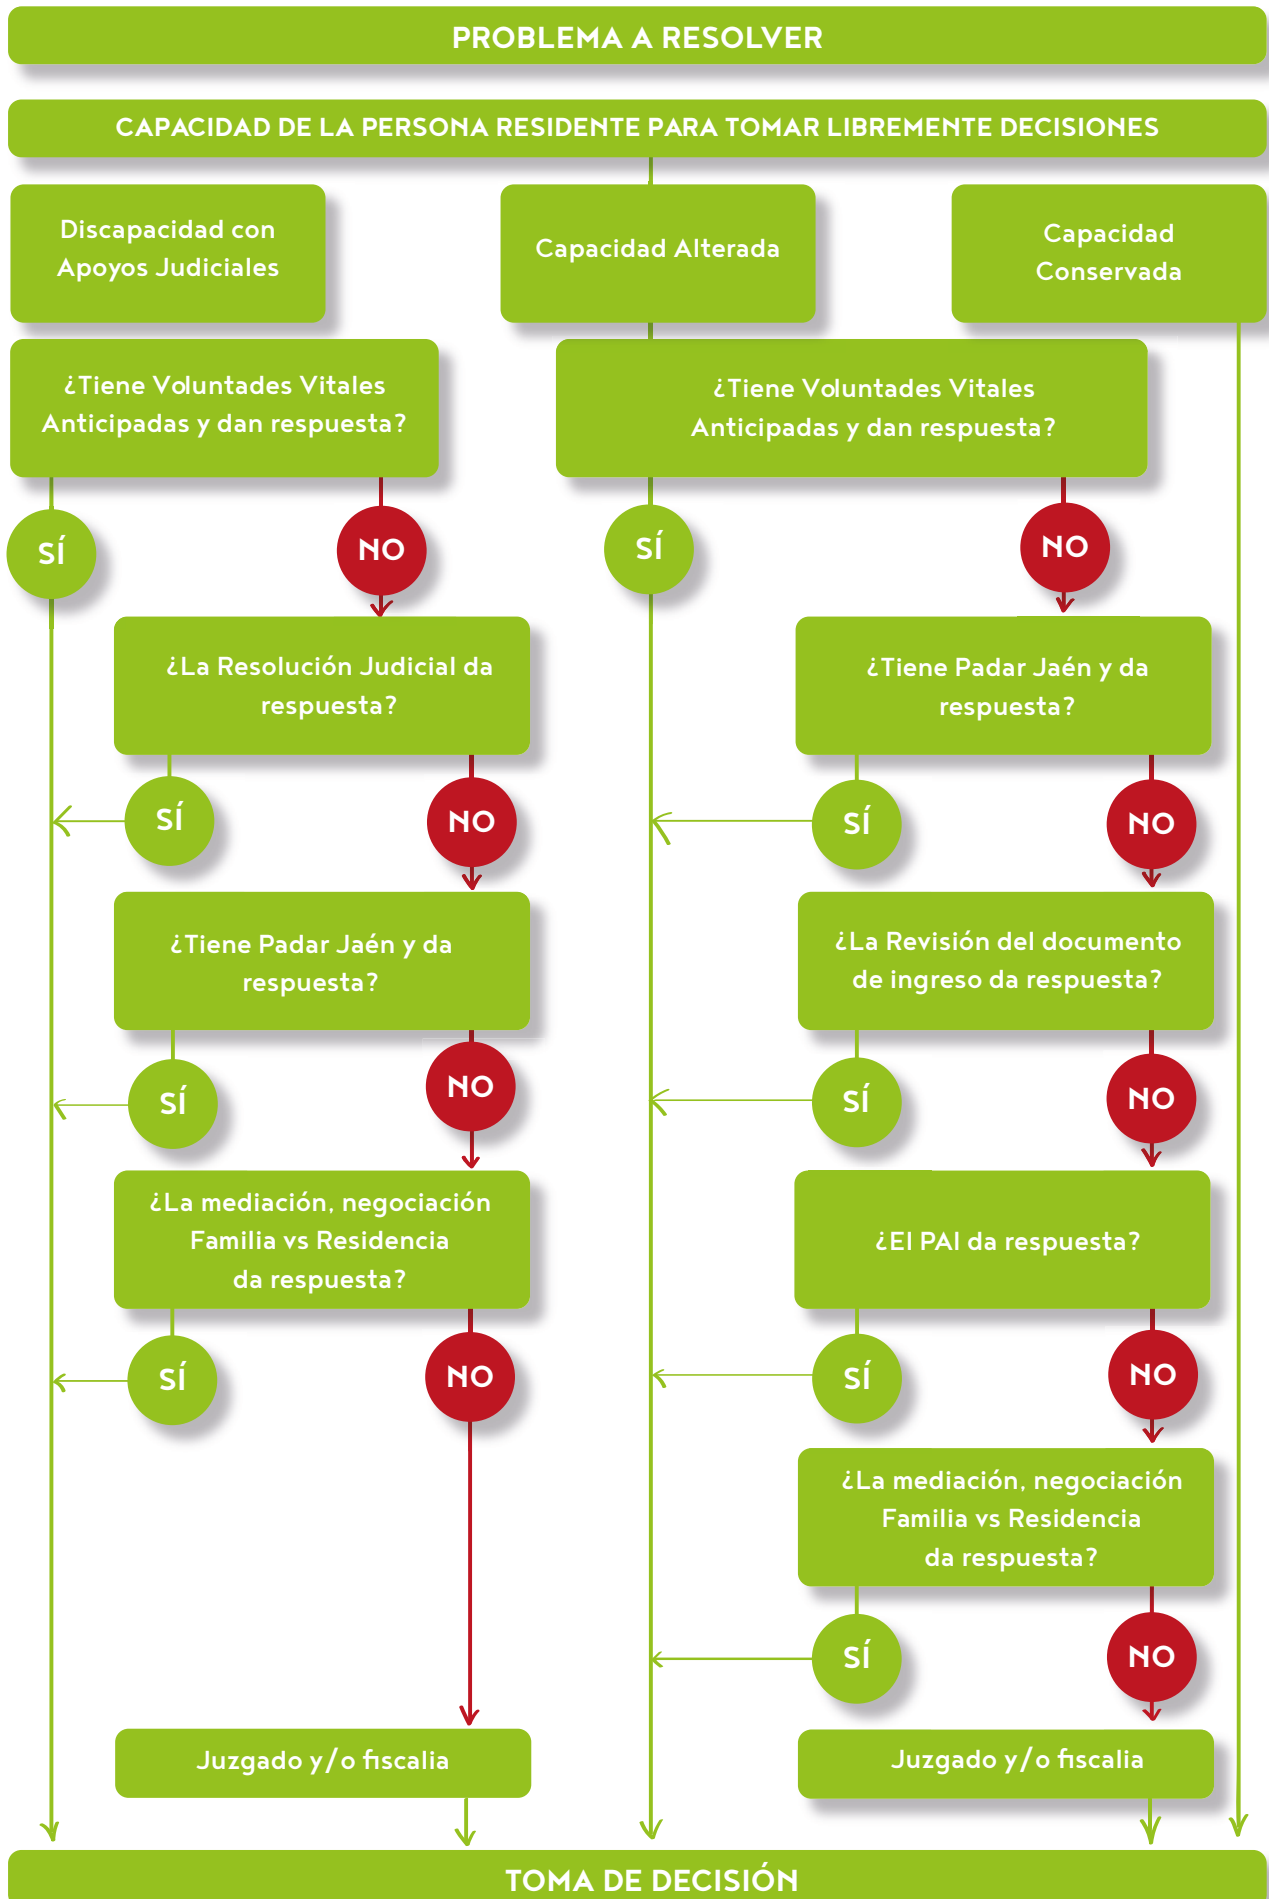 PROBLEMA A RESOLVER
CAPACIDAD DE LA PERSONA RESIDENTE PARA TOMAR LIBREMENTE DECISIONES
Discapacidad con
Apoyos Judiciales
Capacidad Alterada
Capacidad
Conservada
¿Tiene Voluntades Vitales
Anticipadas y dan respuesta?
¿Tiene Voluntades Vitales
Anticipadas y dan respuesta?
SÍ
NO
SÍ
NO
¿La Resolución Judicial da
respuesta?
¿Tiene Padar Jaén y da
respuesta?
SÍ
NO
SÍ
NO
¿Tiene Padar Jaén y da
respuesta?
¿La Revisión del documento
de ingreso da respuesta?
SÍ
NO
SÍ
NO
¿La mediación, negociación
Familia vs Residencia
da respuesta?
¿El PAI da respuesta?
SÍ
NO
SÍ
NO
¿La mediación, negociación
Familia vs Residencia
da respuesta?
SÍ
NO
Juzgado y/o fiscalia
Juzgado y/o fiscalia
TOMA DE DECISIÓN